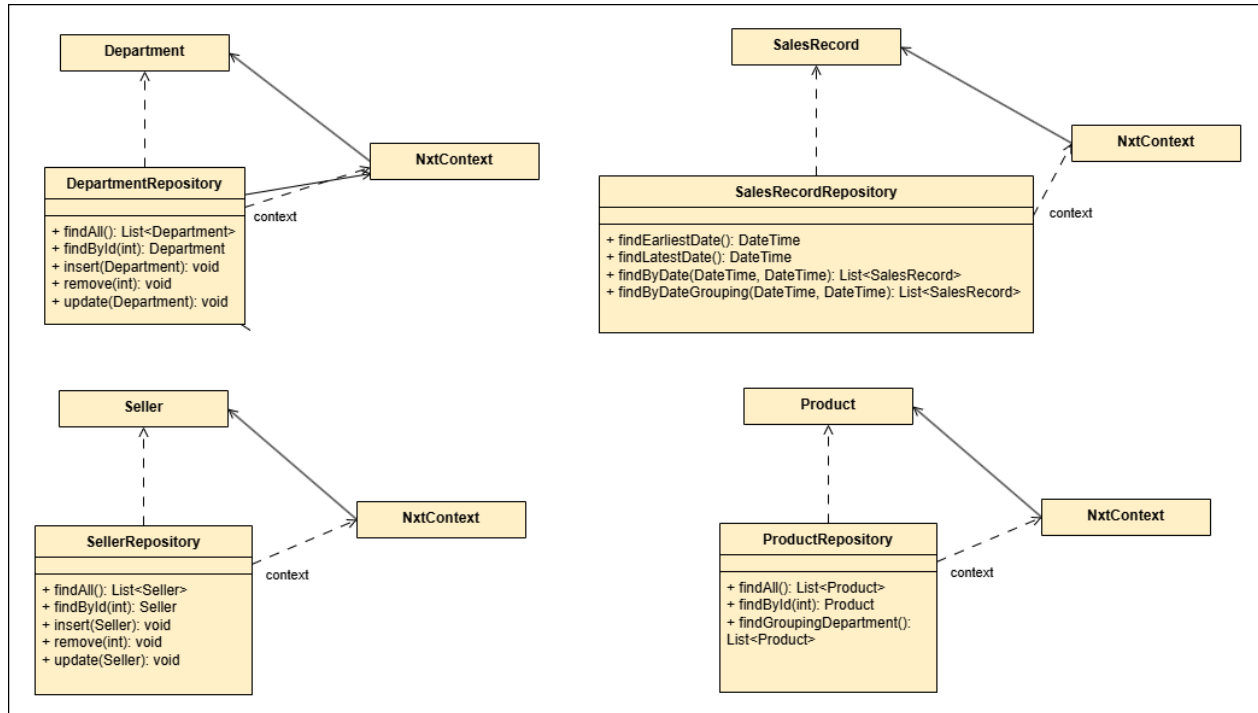 Department
NxtContext
DepartmentRepository
context
+ findAll(): List<Department>
+ findById(int): Department
+ insert(Department): void
+ remove(int): void
+ update(Department): void
SalesRecord
NxtContext
SalesRecordRepository
context
+ findEarliestDate(): DateTime
+ findLatestDate(): DateTime
+ findByDate(DateTime, DateTime): List<SalesRecord>
+ findByDateGrouping(DateTime, DateTime): List<SalesRecord>
Seller
NxtContext
SellerRepository
context
+ findAll(): List<Seller>
+ findById(int): Seller
+ insert(Seller): void
+ remove(int): void
+ update(Seller): void
Product
NxtContext
ProductRepository
context
+ findAll(): List<Product>
+ findById(int): Product
+ findGroupingDepartment():
List<Product>